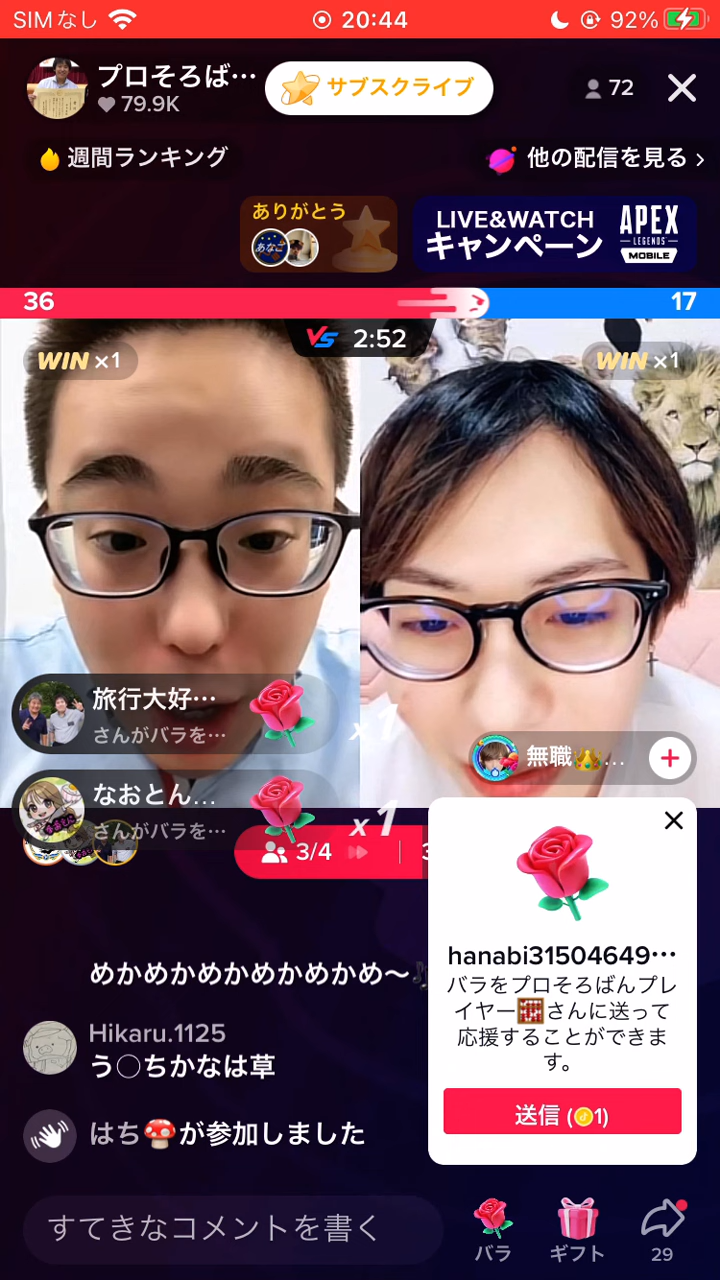 SIMなし 20:44 92%
プロそろば… サブスクライブ 72
79.9K
週間ランキング 他の配信を見る
ありがとう
あなご
LIVE&WATCH
キャンペーン
APEX
LEGENDS
MOBILE
36 17
VS 2:52
WIN x1 WIN x1
旅行大好…
さんがバラを…
x1
無職👑…
なおとん…
さんがバラを…
x1
3/4
hanabi31504649…
バラをプロそろばんプレ
イヤー🧮さんに送って
応援することができま
す。
送信 (1)
めかめかめかめかめかめ〜
Hikaru.1125
う○ちかなは草
はち🍄が参加しました
すてきなコメントを書く
バラ ギフト 29